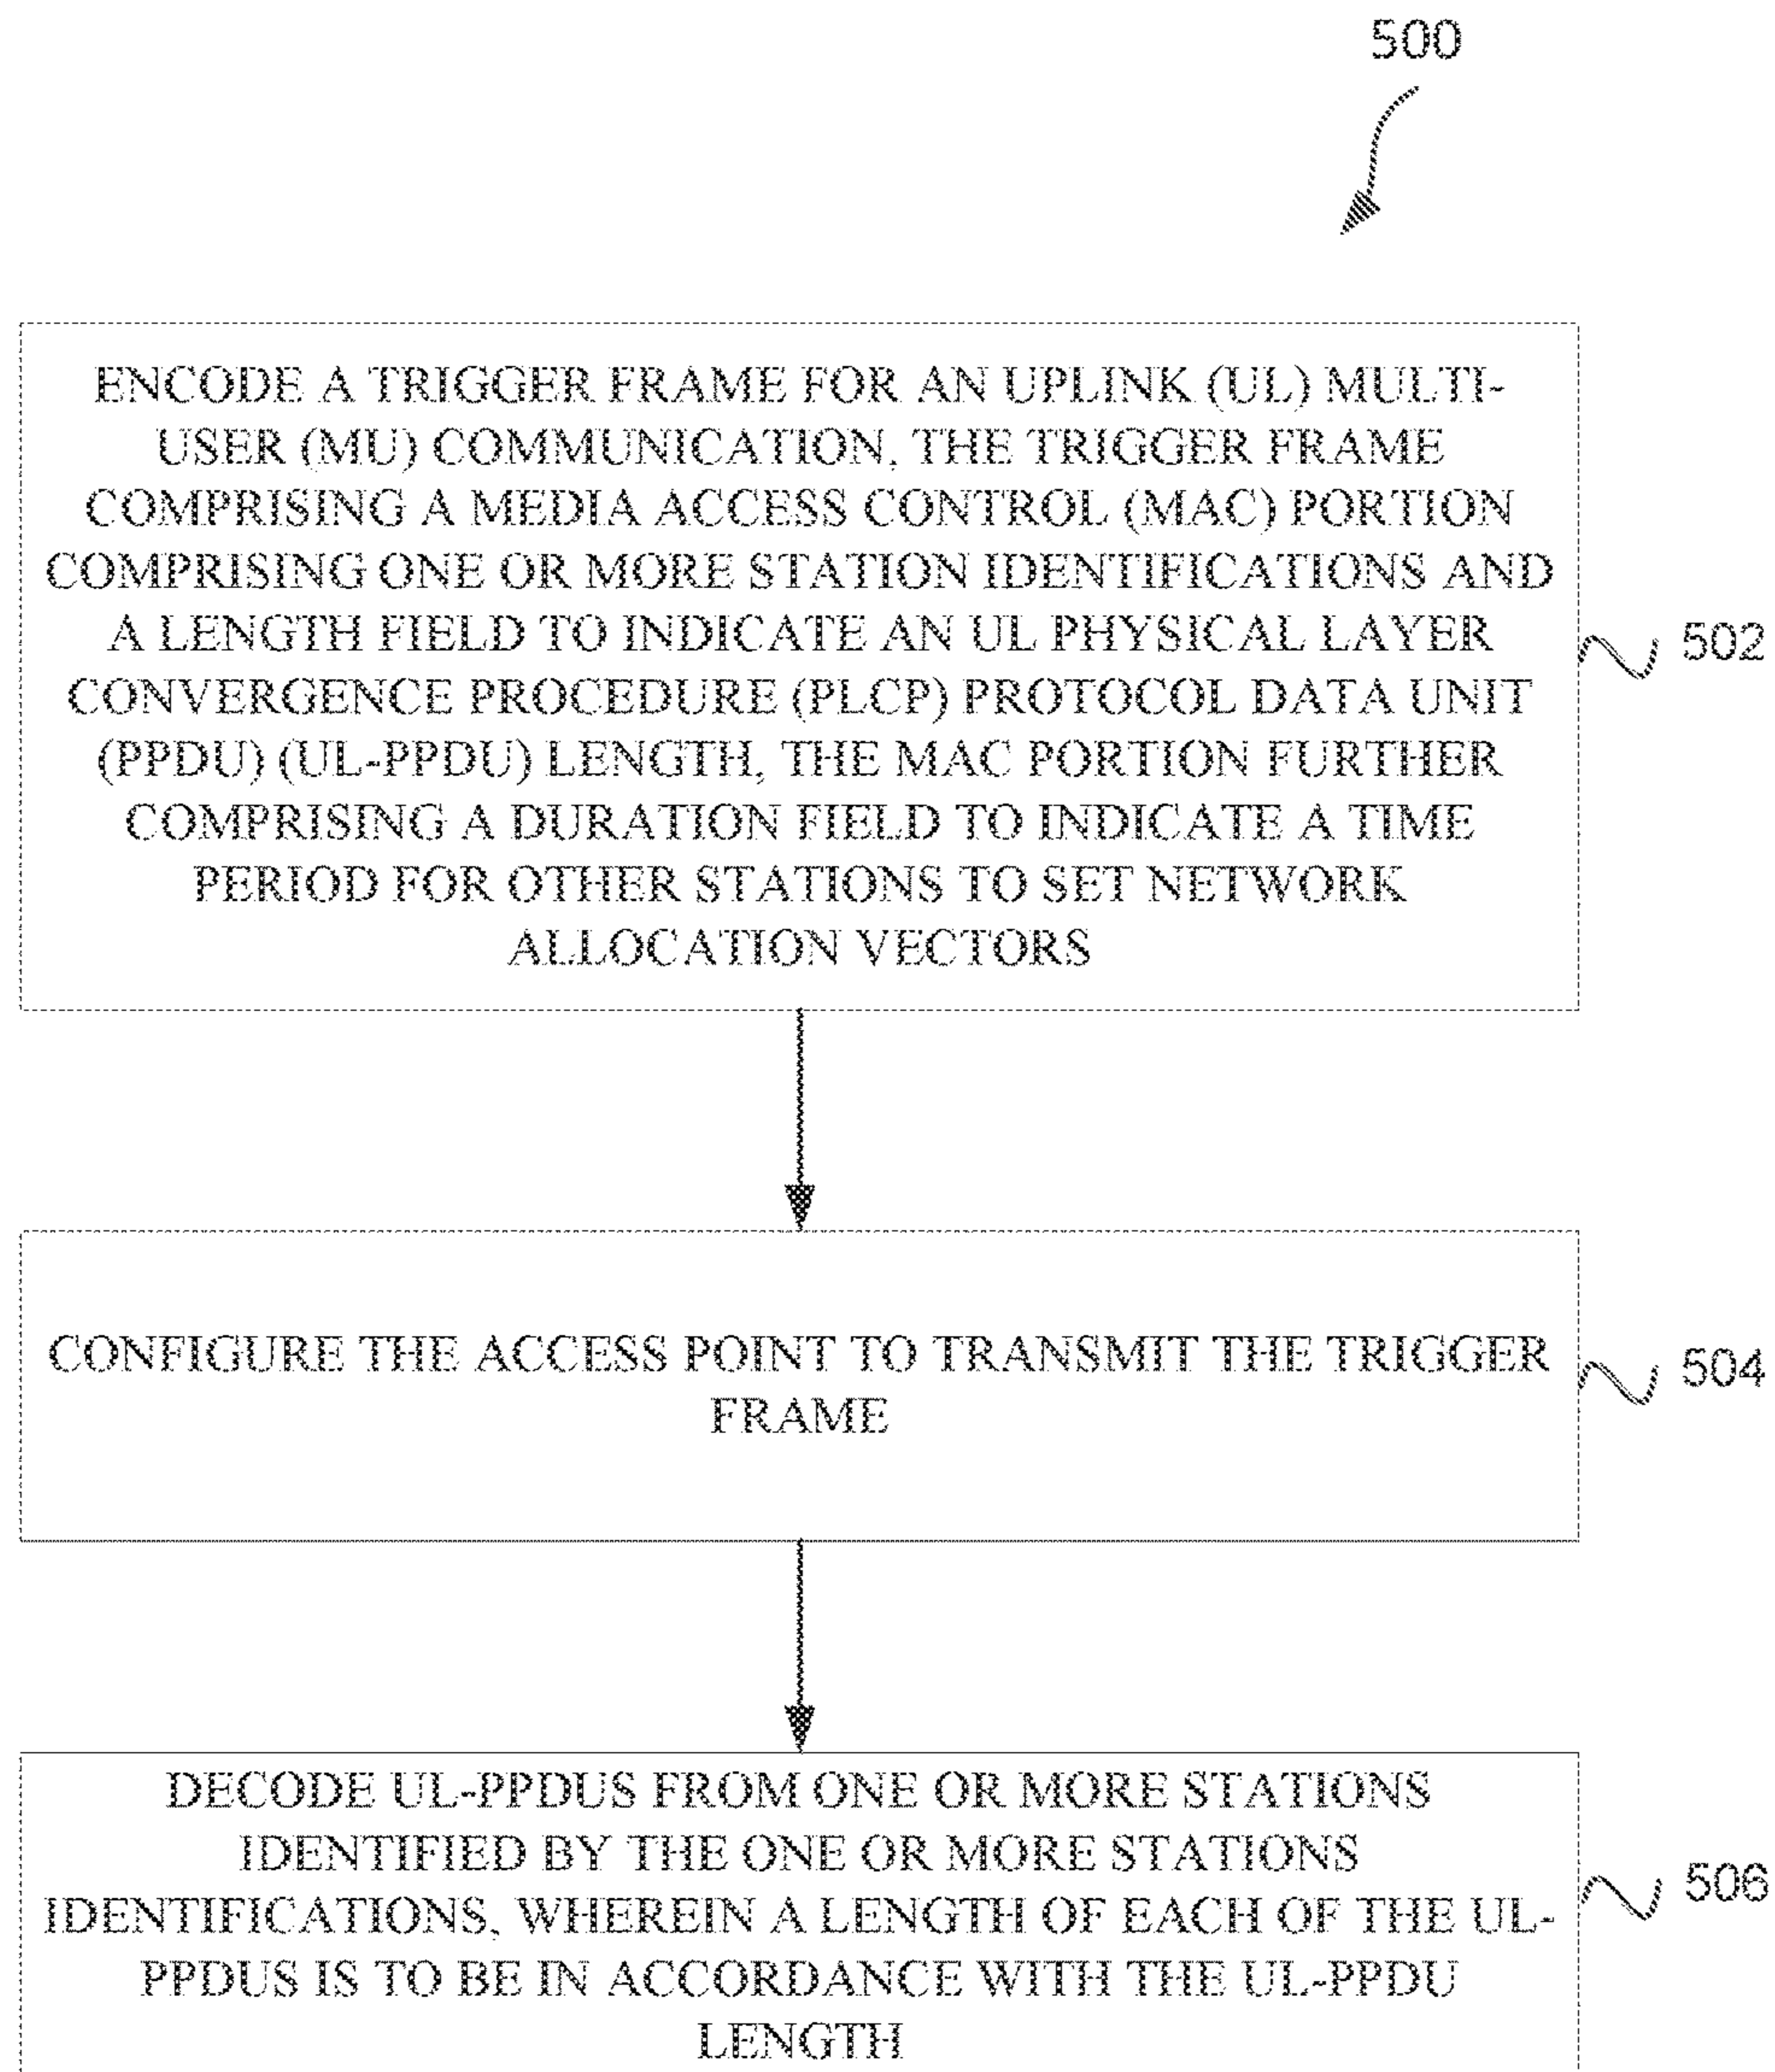 500
ENCODE A TRIGGER FRAME FOR AN UPLINK (UL) MULTI-
USER (MU) COMMUNICATION, THE TRIGGER FRAME
COMPRISING A MEDIA ACCESS CONTROL (MAC) PORTION
COMPRISING ONE OR MORE STATION IDENTIFICATIONS AND
A LENGTH FIELD TO INDICATE AN UL PHYSICAL LAYER
CONVERGENCE PROCEDURE (PLCP) PROTOCOL DATA UNIT
(PPDU) (UL-PPDU) LENGTH, THE MAC PORTION FURTHER
COMPRISING A DURATION FIELD TO INDICATE A TIME
PERIOD FOR OTHER STATIONS TO SET NETWORK
ALLOCATION VECTORS
502
CONFIGURE THE ACCESS POINT TO TRANSMIT THE TRIGGER
FRAME
504
DECODE UL-PPDUS FROM ONE OR MORE STATIONS
IDENTIFIED BY THE ONE OR MORE STATIONS
IDENTIFICATIONS, WHEREIN A LENGTH OF EACH OF THE UL-
PPDUS IS TO BE IN ACCORDANCE WITH THE UL-PPDU
LENGTH
506